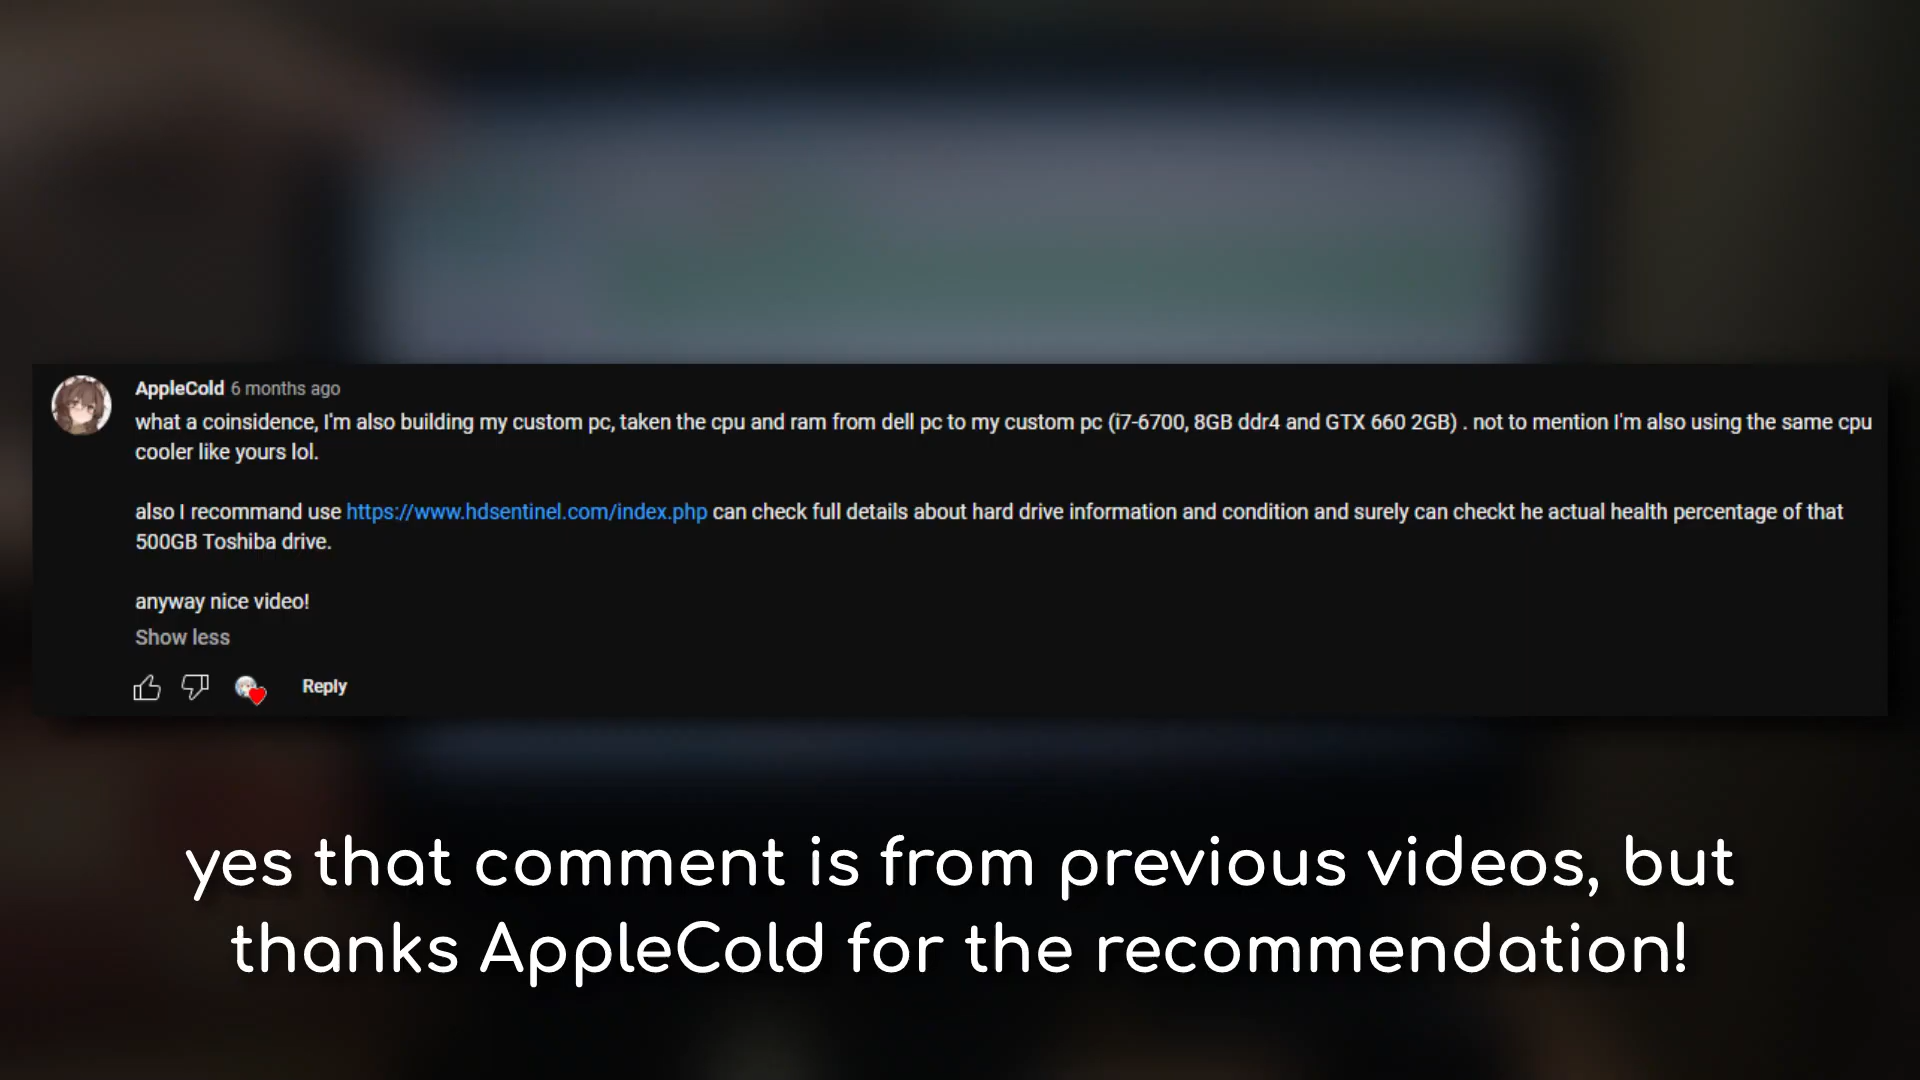 AppleCold 6 months ago
what a coinsidence, I'm also building my custom pc, taken the cpu and ram from dell pc to my custom pc (i7-6700, 8GB ddr4 and GTX 660 2GB) . not to mention I'm also using the same cpu
cooler like yours lol.
also I recommand use https://www.hdsentinel.com/index.php can check full details about hard drive information and condition and surely can checkt he actual health percentage of that
500GB Toshiba drive.
anyway nice video!
Show less
Reply
yes that comment is from previous videos, but
thanks AppleCold for the recommendation!